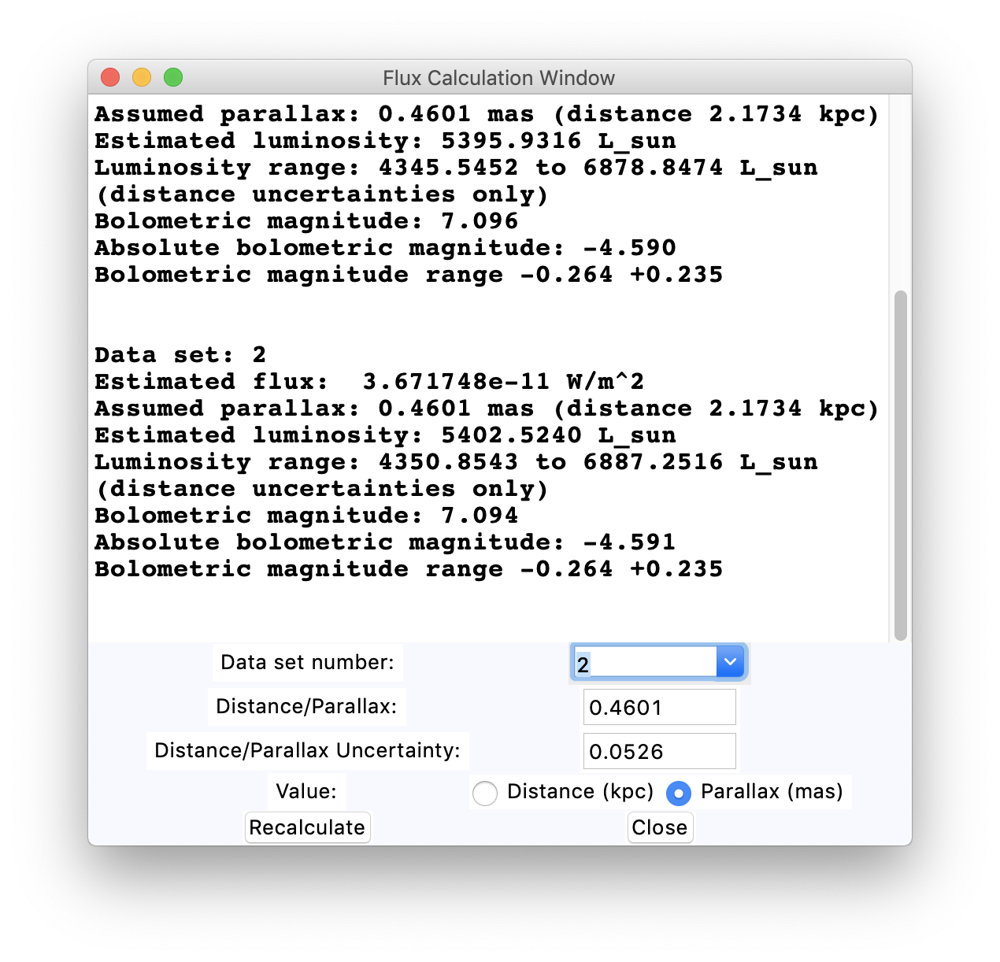 Flux Calculation Window
Assumed parallax: 0.4601 mas (distance 2.1734 kpc)
Estimated luminosity: 5395.9316 L_sun
Luminosity range: 4345.5452 to 6878.8474 L_sun
(distance uncertainties only)
Bolometric magnitude: 7.096
Absolute bolometric magnitude: -4.590
Bolometric magnitude range -0.264 +0.235
Data set: 2
Estimated flux:  3.671748e-11 W/m^2
Assumed parallax: 0.4601 mas (distance 2.1734 kpc)
Estimated luminosity: 5402.5240 L_sun
Luminosity range: 4350.8543 to 6887.2516 L_sun
(distance uncertainties only)
Bolometric magnitude: 7.094
Absolute bolometric magnitude: -4.591
Bolometric magnitude range -0.264 +0.235
Data set number: 2
Distance/Parallax: 0.4601
Distance/Parallax Uncertainty: 0.0526
Value: Distance (kpc) Parallax (mas)
Recalculate Close